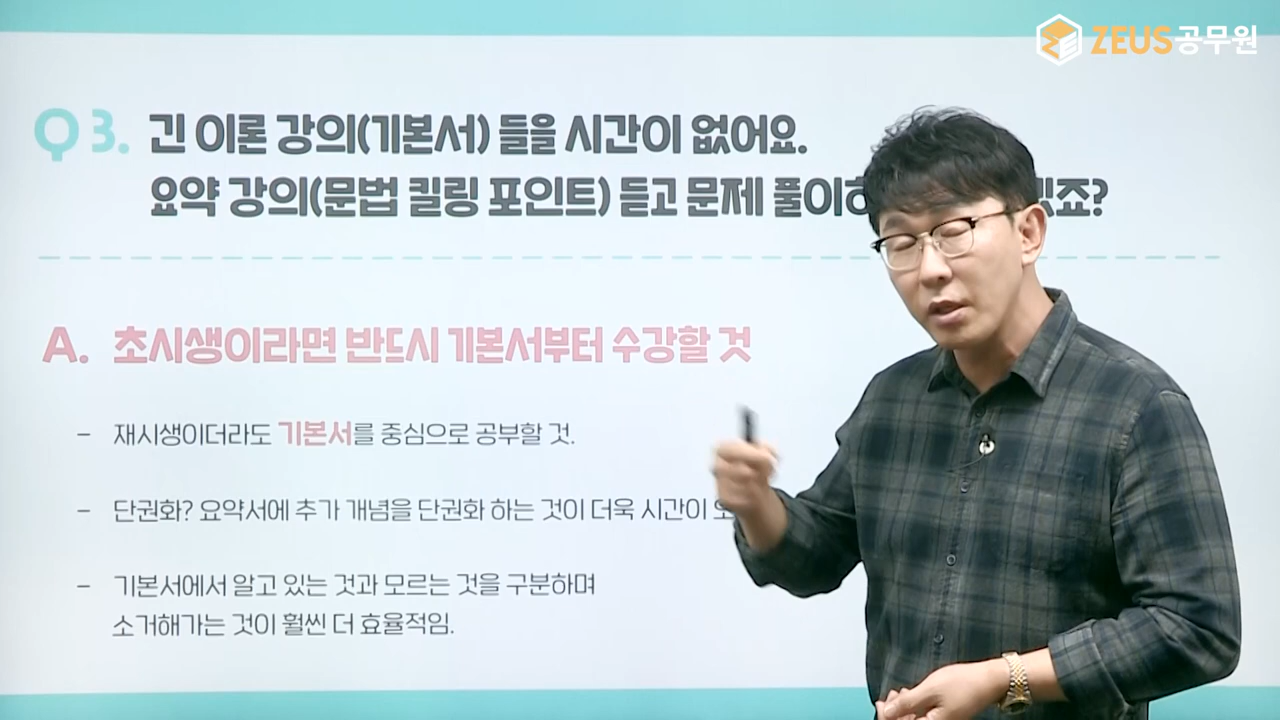 ZEUS공무원
Q 3. 긴 이론 강의(기본서) 들을 시간이 없어요.
요약 강의(문법 킬링 포인트) 듣고 문제 풀이
A. 초시생이라면 반드시 기본서부터 수강할 것
- 재시생이더라도 기본서를 중심으로 공부할 것.
- 단권화? 요약서에 추가 개념을 단권화 하는 것이 더욱 시간이
- 기본서에서 알고 있는 것과 모르는 것을 구분하며
소거해가는 것이 훨씬 더 효율적임.